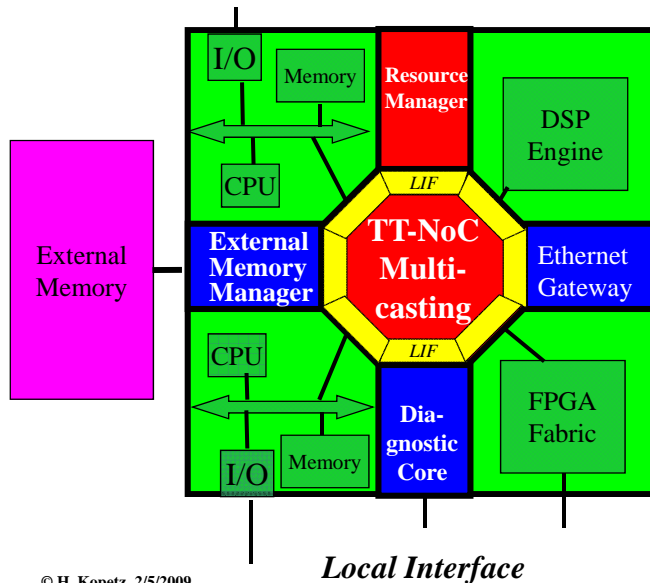 I/O
Memory
CPU
Resource
Manager
DSP
Engine
LIF
External
Memory
External
Memory
Manager
TT-NoC
Multi-
casting
Ethernet
Gateway
LIF
CPU
Memory
I/O
Dia-
gnostic
Core
FPGA
Fabric
Local Interface
© H. Kopetz 2/5/2009